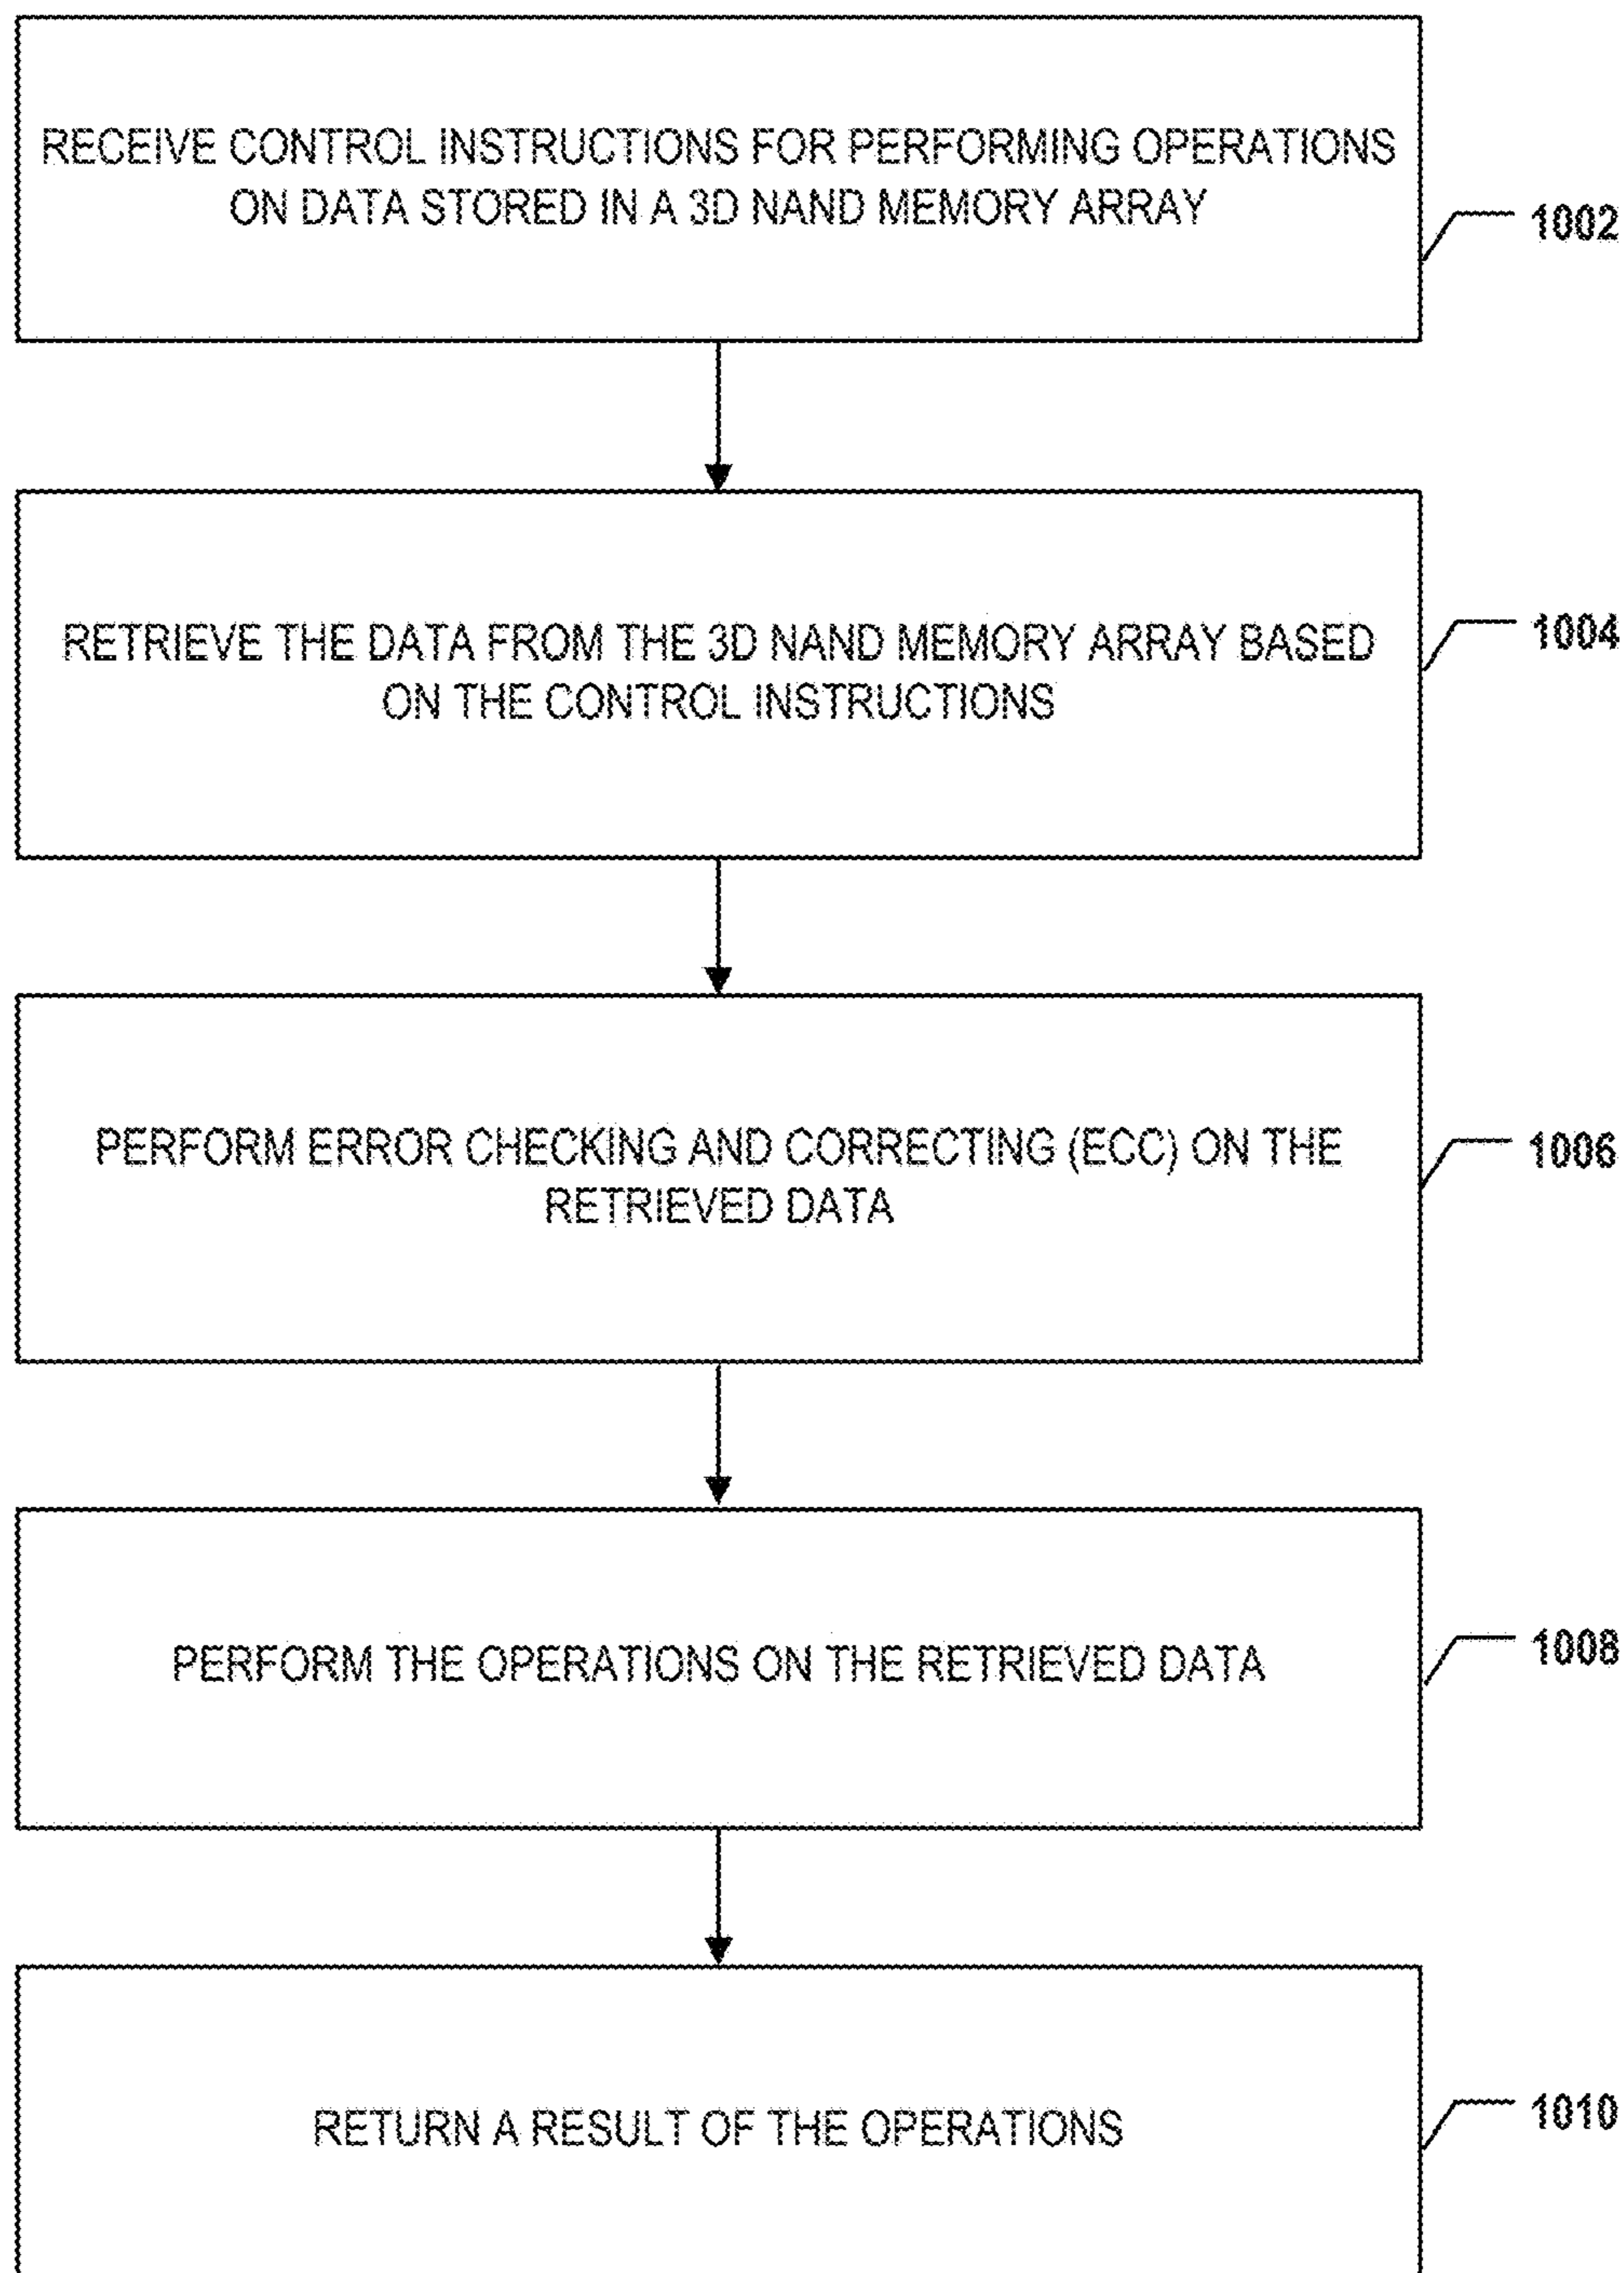 RECEIVE CONTROL INSTRUCTIONS FOR PERFORMING OPERATIONS
ON DATA STORED IN A 3D NAND MEMORY ARRAY
1002
RETRIEVE THE DATA FROM THE 3D NAND MEMORY ARRAY BASED
ON THE CONTROL INSTRUCTIONS
1004
PERFORM ERROR CHECKING AND CORRECTING (ECC) ON THE
RETRIEVED DATA
1006
PERFORM THE OPERATIONS ON THE RETRIEVED DATA
1008
RETURN A RESULT OF THE OPERATIONS
1010